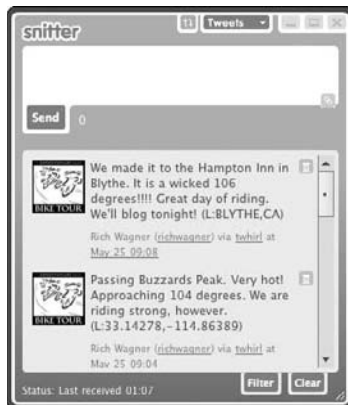 snitter
Tweets
Send 0
We made it to the Hampton Inn in
Blythe. It is a wicked 106
degrees!!!! Great day of riding.
We'll blog tonight! (L:BLYTHE,CA)
BIKE TOUR
Rich Wagner (richwagner) via twhirl at
May 25 09:08
Passing Buzzards Peak. Very hot!
Approaching 104 degrees. We are
riding strong, however.
(L:33.14278,-114.86389)
BIKE TOUR
Rich Wagner (richwagner) via twhirl at
May 25 09:04
Status: Last received 01:07
Filter Clear